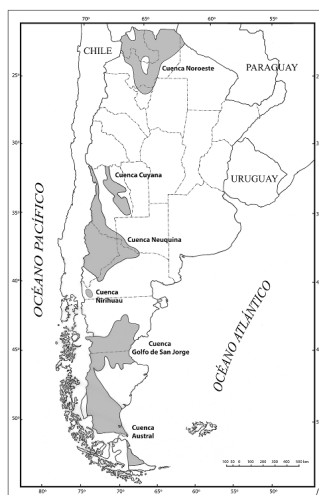 70° 65° 60° 55°
CHILE
PARAGUAY
Cuenca Noroeste
25°
URUGUAY
30°
Cuenca Cuyana
35°
Cuenca Neuquina
OCÉANO PACÍFICO
40°
Cuenca
Ñirihuau
Cuenca
Golfo de San Jorge
45°
OCÉANO ATLÁNTICO
50°
Cuenca
Austral
80° 75° 70° 65° 60° 55° 50°